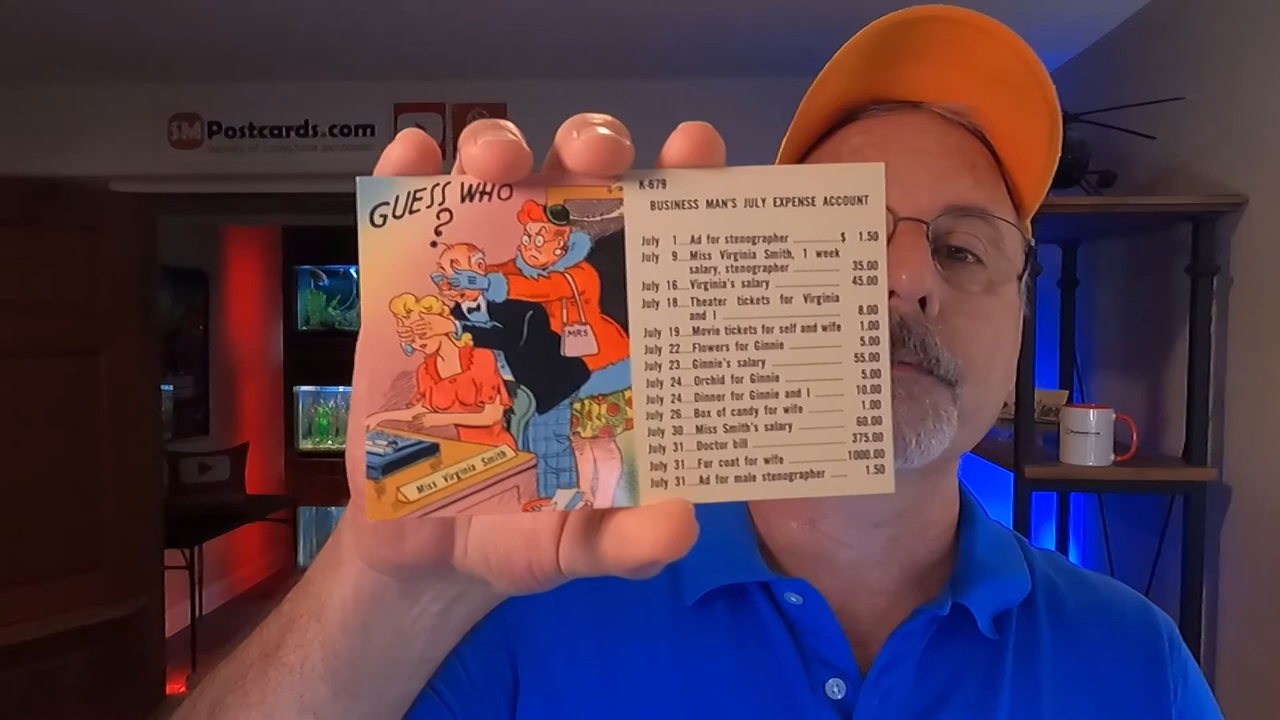 SMPostcards.com
GUESS WHO
?
MRS
Miss Virginia Smith
K-679
BUSINESS MAN'S JULY EXPENSE ACCOUNT
July 1....Ad for stenographer ............$ 1.50
July 9....Miss Virginia Smith, 1 week
salary, stenographer ............ 35.00
July 16....Virginia's salary ............ 45.00
July 18....Theater tickets for Virginia
and I ............ 8.00
July 19....Movie tickets for self and wife 1.00
July 22....Flowers for Ginnie ............ 5.00
July 23....Ginnie's salary ............ 55.00
July 24....Orchid for Ginnie ............ 5.00
July 24....Dinner for Ginnie and I ........ 10.00
July 26....Box of candy for wife ........ 1.00
July 30....Miss Smith's salary ............ 60.00
July 31....Doctor bill ............ 375.00
July 31....Fur coat for wife ............1000.00
July 31....Ad for male stenographer ..... 1.50